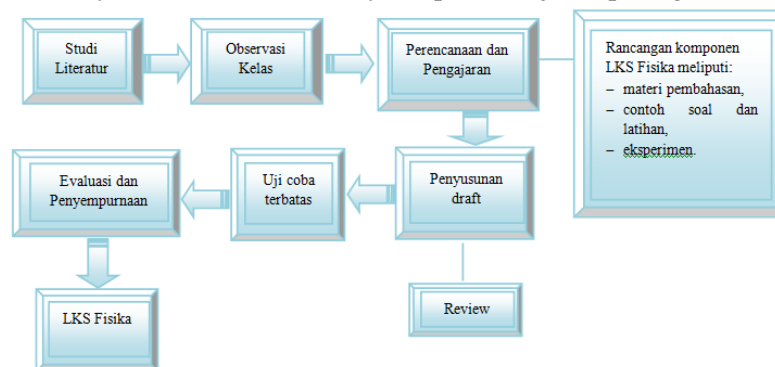 Studi
Literatur
Observasi
Kelas
Perencanaan dan
Pengajaran
Rancangan komponen
LKS Fisika meliputi:
– materi pembahasan,
– contoh soal dan
latihan,
– eksperimen.
Evaluasi dan
Penyempurnaan
Uji coba
terbatas
Penyusunan
draft
LKS Fisika
Review